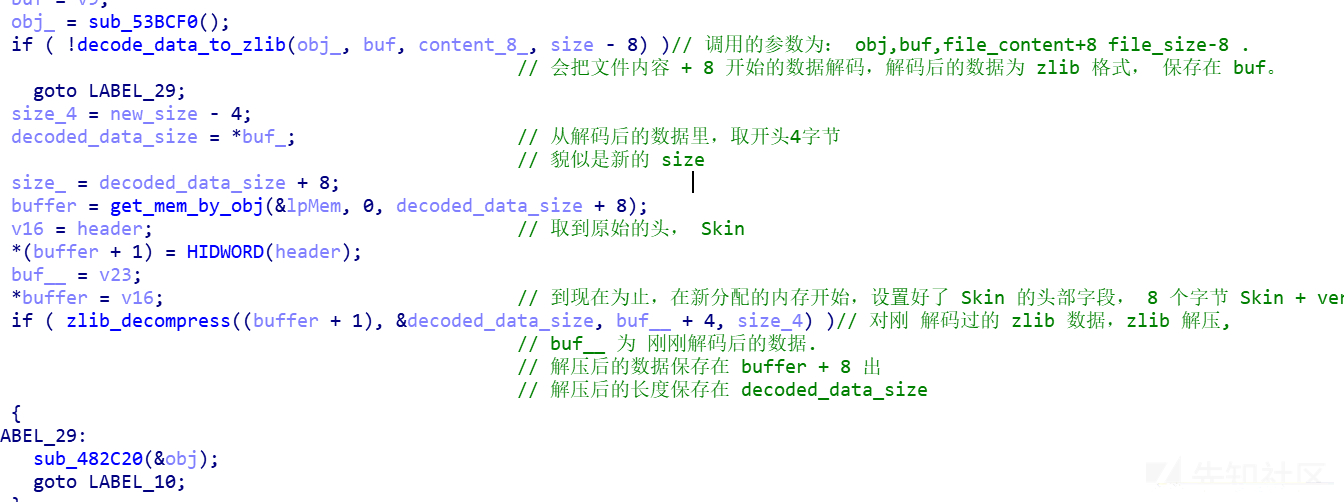 buf = v9;
obj_ = sub_53BCF0();
if ( !decode_data_to_zlib(obj_, buf, content_8_, size - 8) )// 调用的参数为： obj,buf,file_content+8 file_size-8 .
// 会把文件内容 + 8 开始的数据解码，解码后的数据为 zlib 格式， 保存在 buf。
goto LABEL_29;
size_4 = new_size - 4;
decoded_data_size = *buf_; // 从解码后的数据里，取开头4字节
// 貌似是新的 size
size_ = decoded_data_size + 8;
buffer = get_mem_by_obj(&lpMem, 0, decoded_data_size + 8);
v16 = header; // 取到原始的头， Skin
*(buffer + 1) = HIDWORD(header);
buf__ = v23;
*buffer = v16; // 到现在为止，在新分配的内存开始，设置好了 Skin 的头部字段， 8 个字节 Skin + ver
if ( zlib_decompress((buffer + 1), &decoded_data_size, buf__ + 4, size_4) )// 对刚 解码过的 zlib 数据，zlib 解压，
// buf__ 为 刚刚解码后的数据.
// 解压后的数据保存在 buffer + 8 出
// 解压后的长度保存在 decoded_data_size
{
ABEL_29:
sub_482C20(&obj);
goto LABEL_10;
先知社区